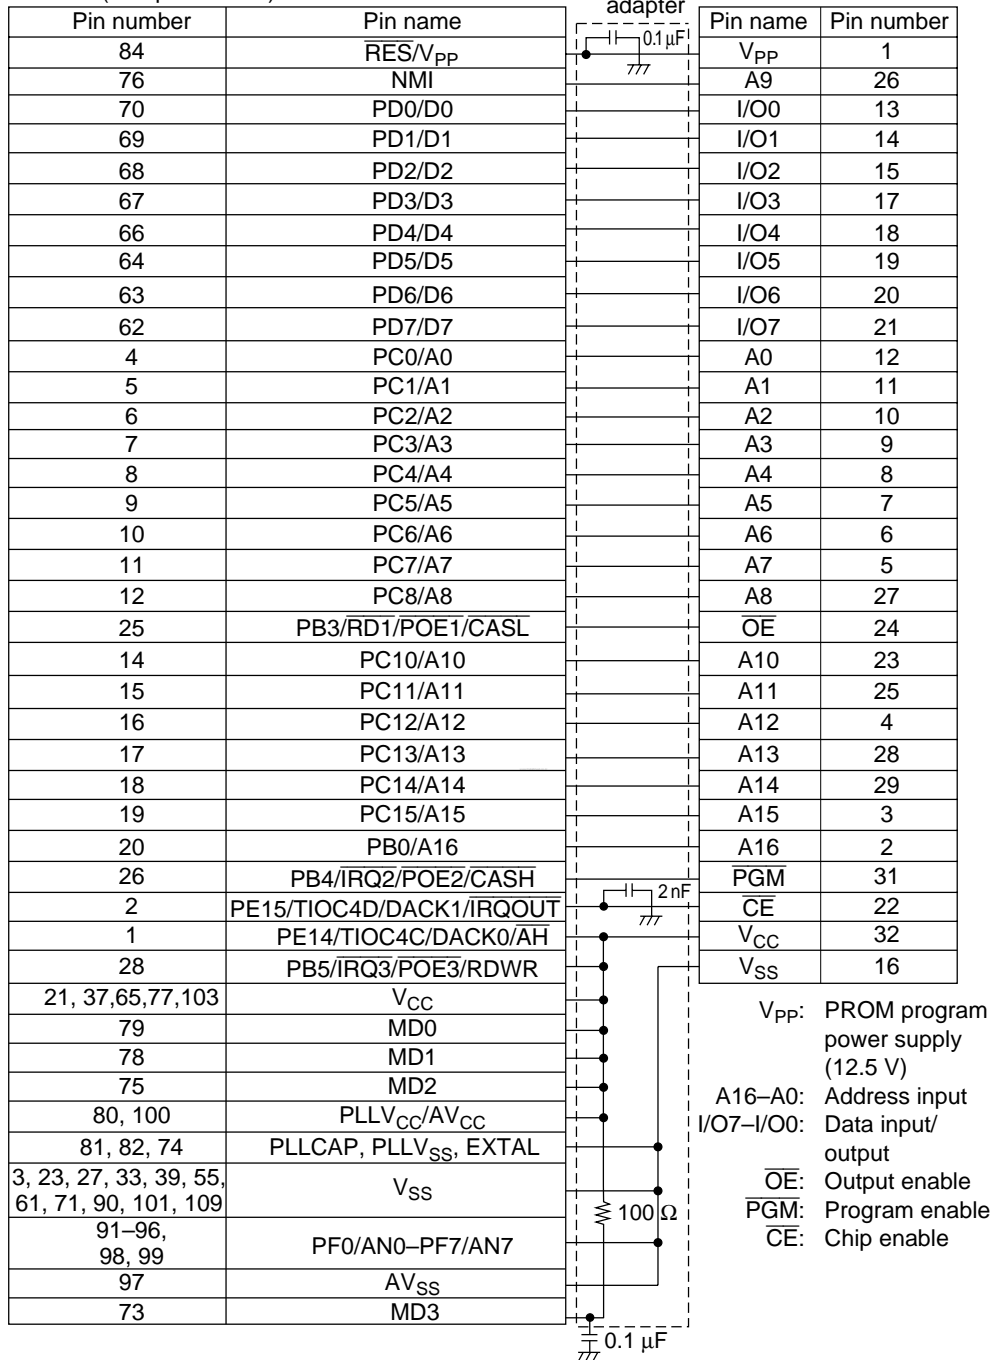 adapter
Pin number Pin name Pin name Pin number
84 RES/VPP 0.1 µF VPP 1
76 NMI A9 26
70 PD0/D0 I/O0 13
69 PD1/D1 I/O1 14
68 PD2/D2 I/O2 15
67 PD3/D3 I/O3 17
66 PD4/D4 I/O4 18
64 PD5/D5 I/O5 19
63 PD6/D6 I/O6 20
62 PD7/D7 I/O7 21
4 PC0/A0 A0 12
5 PC1/A1 A1 11
6 PC2/A2 A2 10
7 PC3/A3 A3 9
8 PC4/A4 A4 8
9 PC5/A5 A5 7
10 PC6/A6 A6 6
11 PC7/A7 A7 5
12 PC8/A8 A8 27
25 PB3/RD1/POE1/CASL OE 24
14 PC10/A10 A10 23
15 PC11/A11 A11 25
16 PC12/A12 A12 4
17 PC13/A13 A13 28
18 PC14/A14 A14 29
19 PC15/A15 A15 3
20 PB0/A16 A16 2
26 PB4/IRQ2/POE2/CASH PGM 31
2 PE15/TIOC4D/DACK1/IRQOUT 2 nF CE 22
1 PE14/TIOC4C/DACK0/AH VCC 32
28 PB5/IRQ3/POE3/RDWR VSS 16
21, 37,65,77,103 VCC
79 MD0
78 MD1
75 MD2
80, 100 PLLVCC/AVCC
81, 82, 74 PLLCAP, PLLVSS, EXTAL
3, 23, 27, 33, 39, 55,
61, 71, 90, 101, 109 VSS
100 Ω
91–96,
98, 99 PF0/AN0–PF7/AN7
97 AVSS
73 MD3
0.1 µF
VPP: PROM program
power supply
(12.5 V)
A16–A0: Address input
I/O7–I/O0: Data input/
output
OE: Output enable
PGM: Program enable
CE: Chip enable